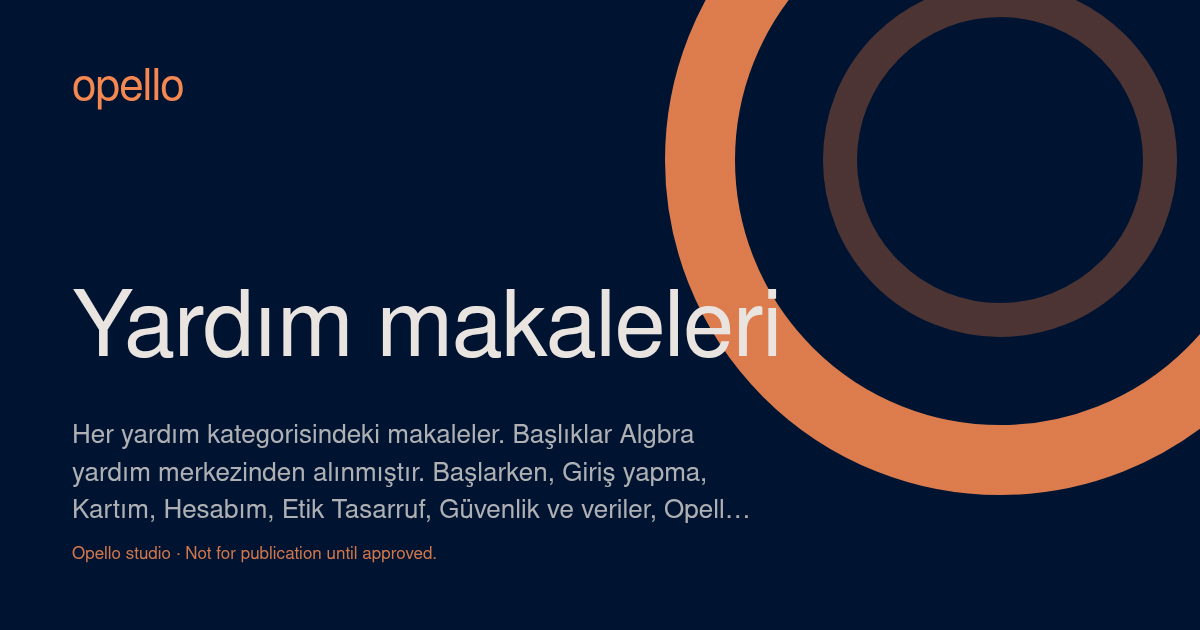 opello
Yardım makaleleri
Her yardım kategorisindeki makaleler. Başlıklar Algbra
yardım merkezinden alınmıştır. Başlarken, Giriş yapma,
Kartım, Hesabım, Etik Tasarruf, Güvenlik ve veriler, Opell…
Opello studio · Not for publication until approved.